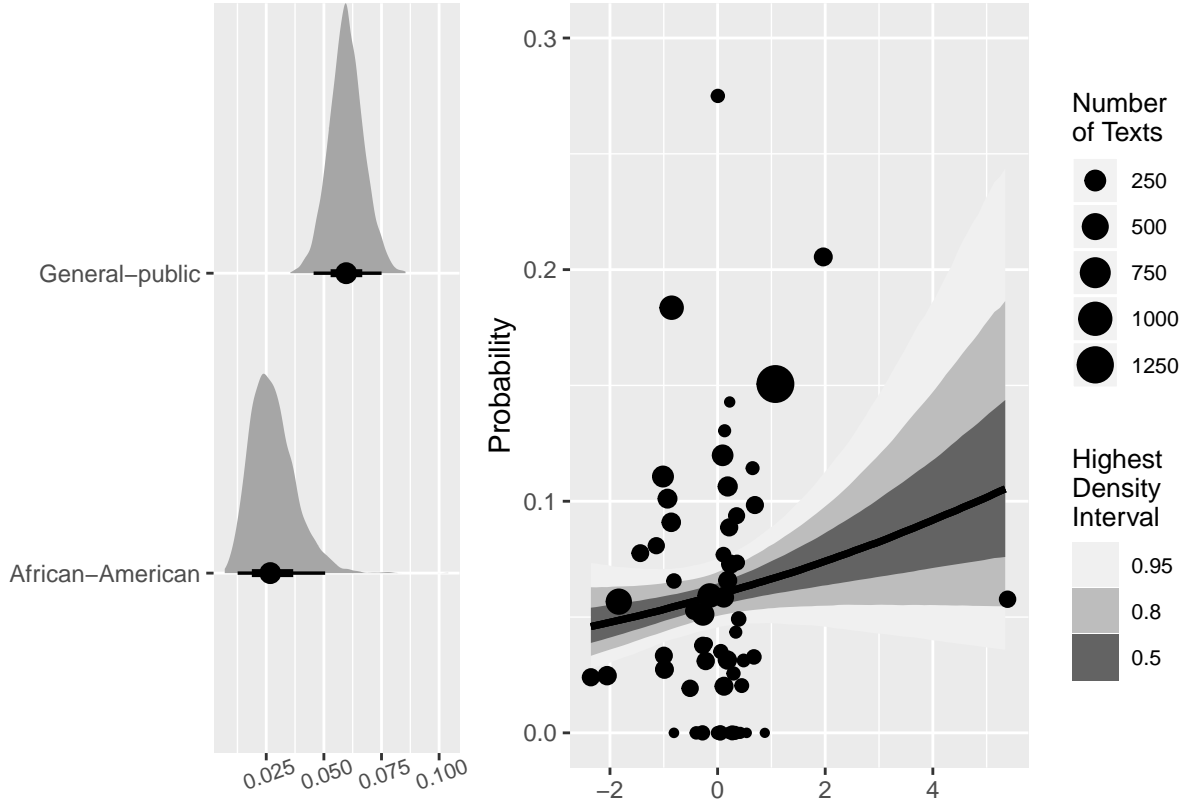 General−public
African−American
0.025
0.050
0.075
0.100
Probability
0.3
0.2
0.1
0.0
−2
0
2
4
Number
of Texts
250
500
750
1000
1250
Highest
Density
Interval
0.95
0.8
0.5